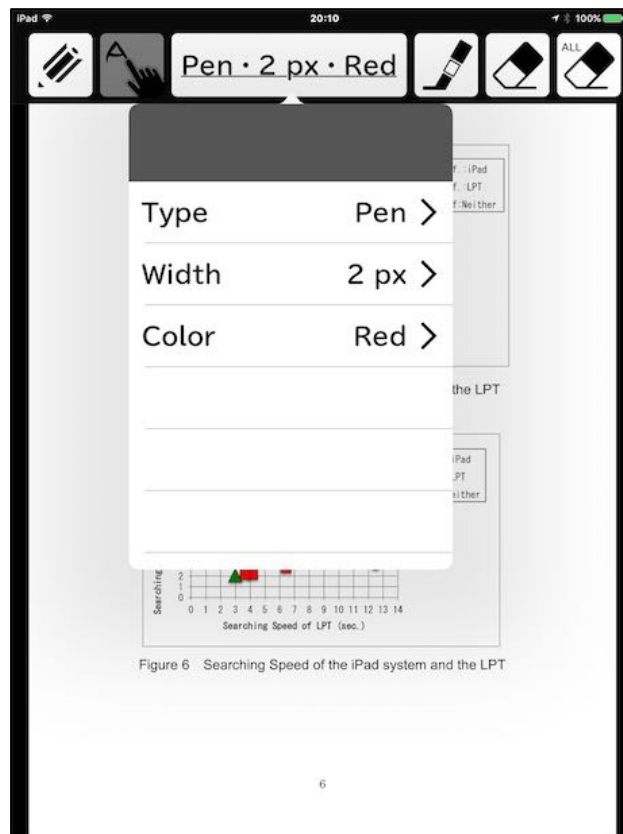 iPad 20:10 100%
Pen・2 px・Red
ALL
f.:iPad
f.:LPT
f:Neither
Type Pen
Width 2 px
Color Red
the LPT
iPad
LPT
either
Searching
2
1
0
0 1 2 3 4 5 6 7 8 9 10 11 12 13 14
Searching Speed of LPT (sec.)
Figure 6 Searching Speed of the iPad system and the LPT
6